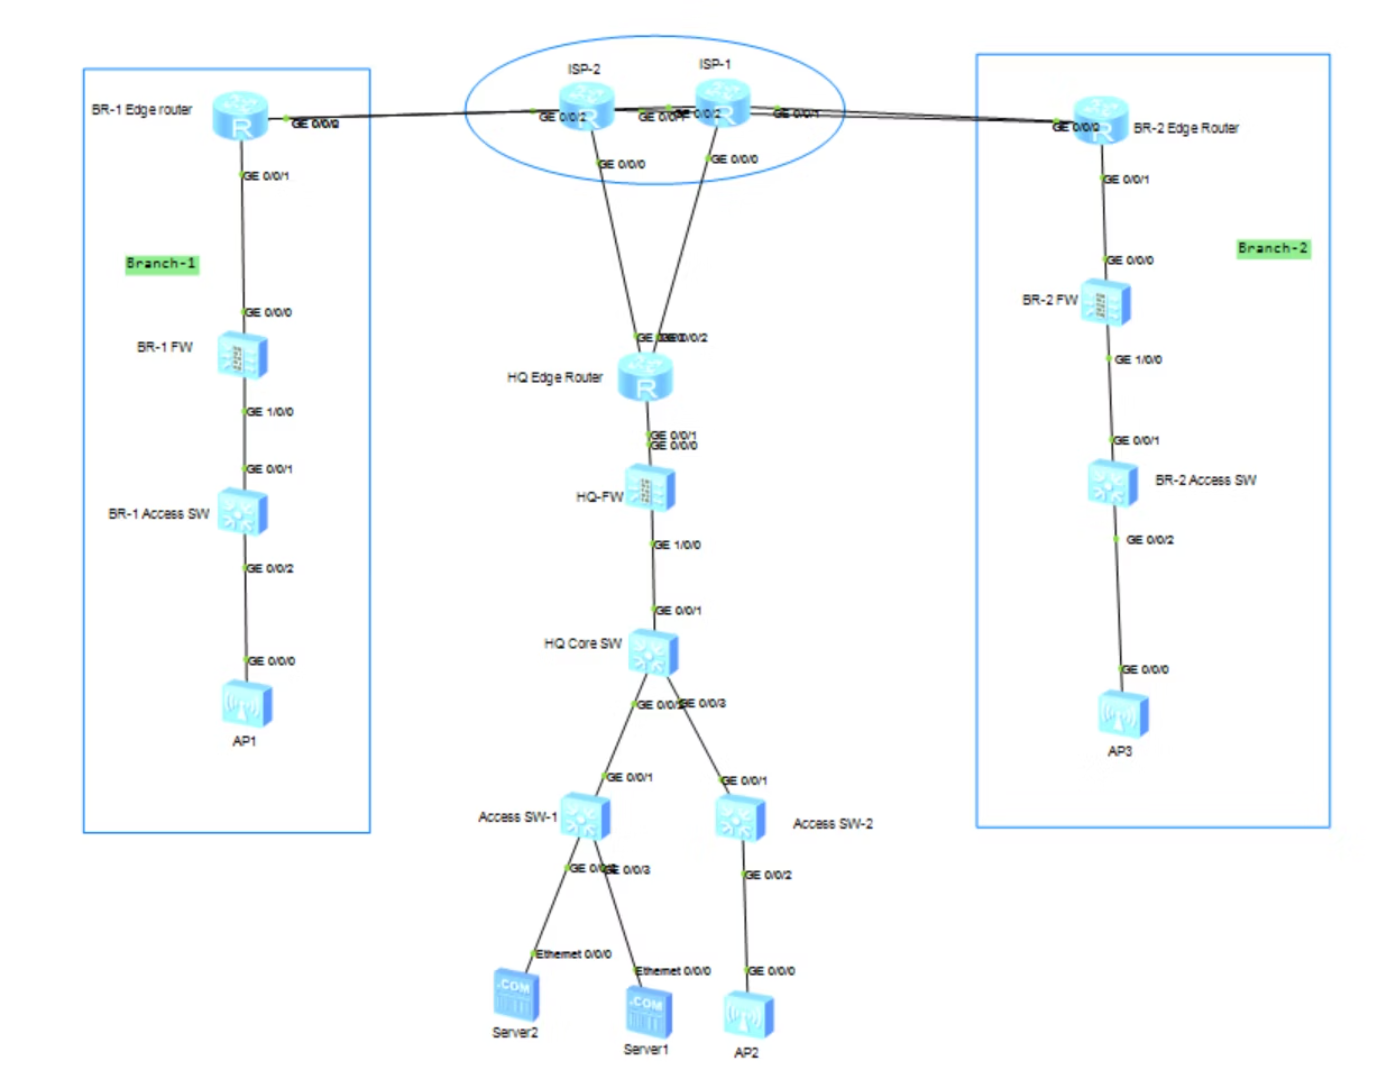 ISP-1
ISP-2
BR-1 Edge router
GE 0/0/2
GE 0/0/2
GE 0/0/1
BR-2 Edge Router
GE 0/0/0
GE 0/0/0
GE 0/0/1
GE 0/0/1
Branch-1
Branch-2
GE 0/0/0
GE 0/0/0
BR-1 FW
BR-2 FW
GE 1/0/0
GE 1/0/0
HQ Edge Router
GE 0/0/1
GE 0/0/0
GE 0/0/1
GE 0/0/1
HQ-FW
BR-1 Access SW
BR-2 Access SW
GE 1/0/0
GE 0/0/2
GE 0/0/2
GE 0/0/1
HQ Core SW
GE 0/0/0
GE 0/0/0
GE 0/0/3
AP1
AP3
GE 0/0/1
GE 0/0/1
Access SW-1
Access SW-2
GE 0/0/3
GE 0/0/2
Ethernet 0/0/0
Ethernet 0/0/0
GE 0/0/0
Server2
Server1
AP2